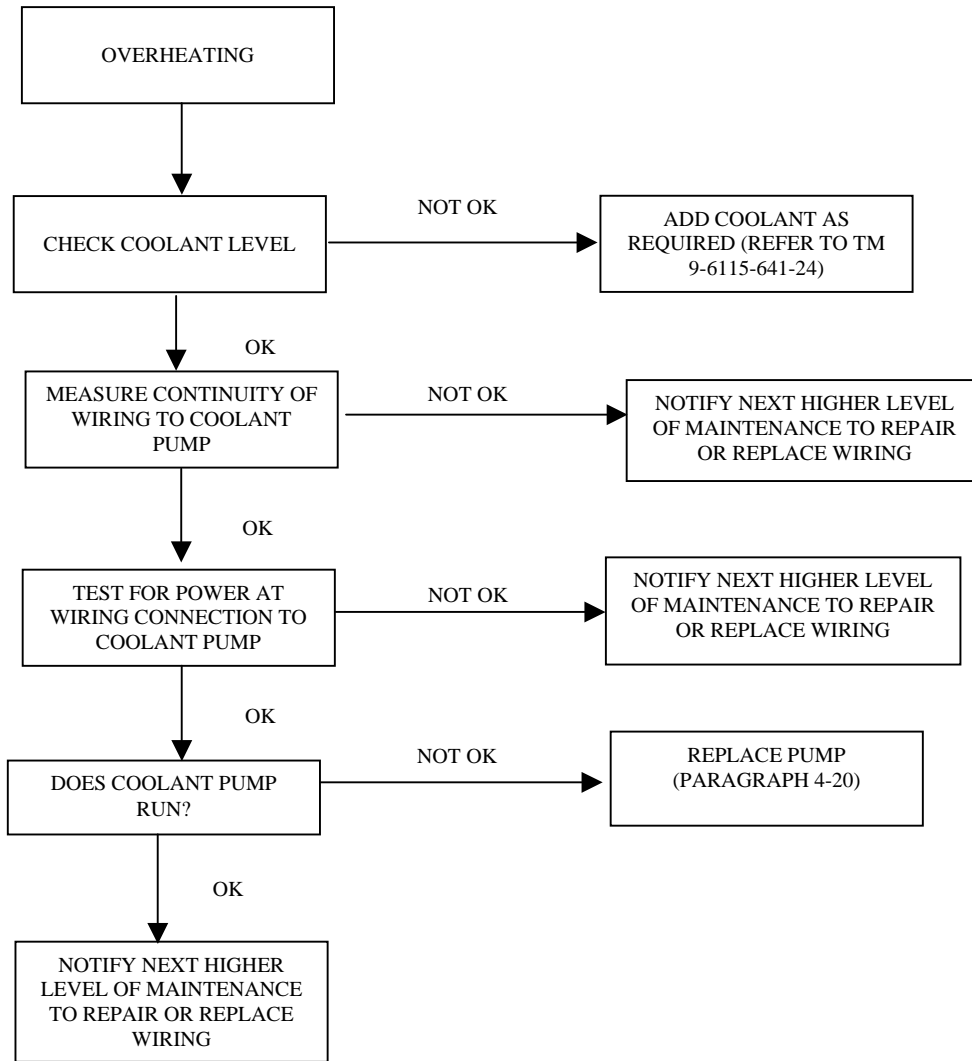 OVERHEATING
NOT OK
CHECK COOLANT LEVEL
ADD COOLANT AS
REQUIRED (REFER TO TM
9-6115-641-24)
OK
MEASURE CONTINUITY OF
WIRING TO COOLANT
PUMP
NOT OK
NOTIFY NEXT HIGHER LEVEL
OF MAINTENANCE TO REPAIR
OR REPLACE WIRING
OK
TEST FOR POWER AT
WIRING CONNECTION TO
COOLANT PUMP
NOT OK
NOTIFY NEXT HIGHER LEVEL
OF MAINTENANCE TO REPAIR
OR REPLACE WIRING
OK
DOES COOLANT PUMP
RUN?
NOT OK
REPLACE PUMP
(PARAGRAPH 4-20)
OK
NOTIFY NEXT HIGHER
LEVEL OF MAINTENANCE
TO REPAIR OR REPLACE
WIRING